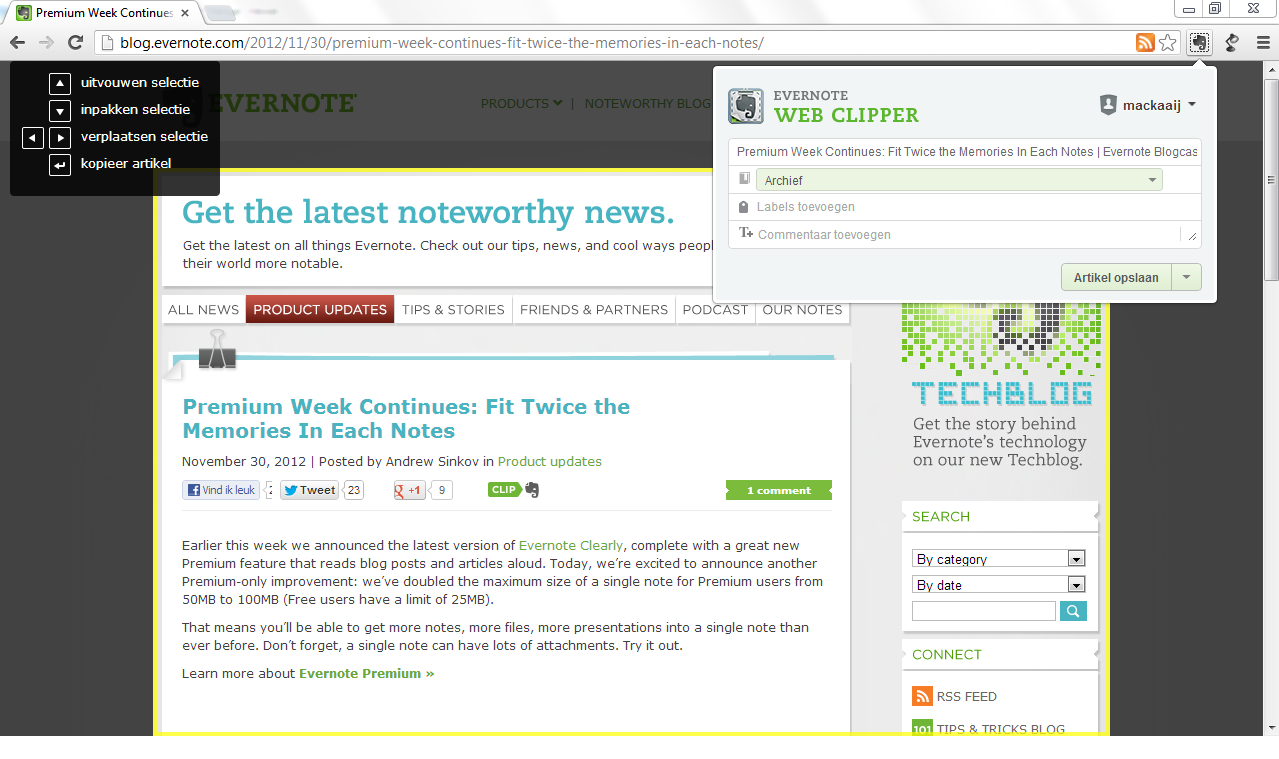 Premium Week Continues
blog.evernote.com/2012/11/30/premium-week-continues-fit-twice-the-memories-in-each-notes/
uitvouwen selectie
inpakken selectie
verplaatsen selectie
kopieer artikel
EVERNOTE
PRODUCTS | NOTEWORTHY BLOG
EVERNOTE
WEB CLIPPER
mackaaij
Premium Week Continues: Fit Twice the Memories In Each Notes | Evernote Blogcas
Archief
Labels toevoegen
T+ Commentaar toevoegen
Artikel opslaan
Get the latest noteworthy news.
Get the latest on all things Evernote. Check out our tips, news, and cool ways peopl
their world more notable.
ALL NEWS PRODUCT UPDATES TIPS & STORIES FRIENDS & PARTNERS PODCAST OUR NOTES
Premium Week Continues: Fit Twice the
Memories In Each Notes
November 30, 2012 | Posted by Andrew Sinkov in Product updates
f Vind ik leuk Tweet 23 g +1 9 CLIP 1 comment
Earlier this week we announced the latest version of Evernote Clearly, complete with a great new
Premium feature that reads blog posts and articles aloud. Today, we’re excited to announce another
Premium-only improvement: we’ve doubled the maximum size of a single note for Premium users from
50MB to 100MB (Free users have a limit of 25MB).
That means you’ll be able to get more notes, more files, more presentations into a single note than
ever before. Don’t forget, a single note can have lots of attachments. Try it out.
Learn more about Evernote Premium »
TECHBLOG
Get the story behind
Evernote’s technology
on our new Techblog.
SEARCH
By category
By date
CONNECT
RSS FEED
101 TIPS & TRICKS BLOG